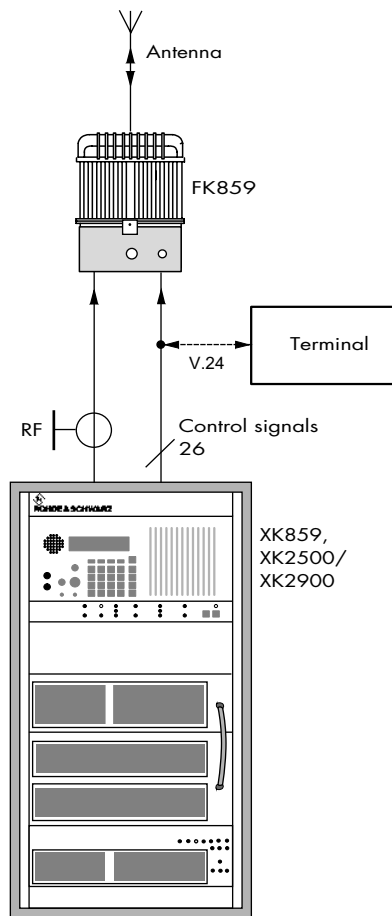 Antenna
FK859
Terminal
V.24
RF
Control signals
26
ROHDE & SCHWARZ
XK859,
XK2500/
XK2900